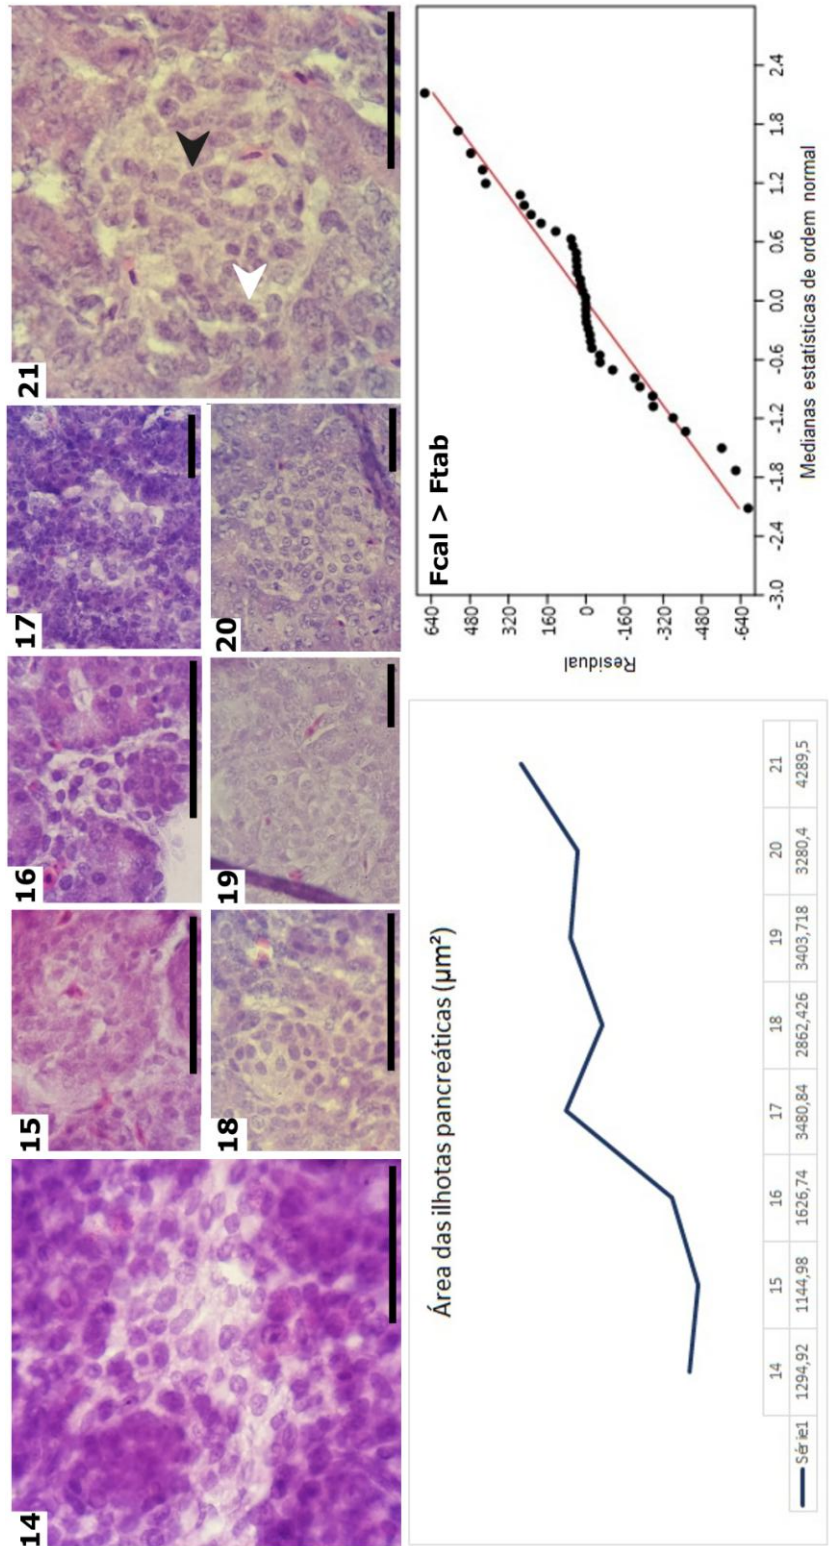 14
15
16
17
18
19
20
21
Área das ilhotas pancreáticas (µm²)
14 15 16 17 18 19 20 21
Série1 1294,92 1144,98 1626,74 3480,84 2862,426 3403,718 3280,4 4289,5
Fcal > Ftab
640
480
320
160
0
-160
-320
-480
-640
Residual
-3.0 -2.4 -1.8 -1.2 -0.6 0.0 0.6 1.2 1.8 2.4
Medianas estatísticas de ordem normal